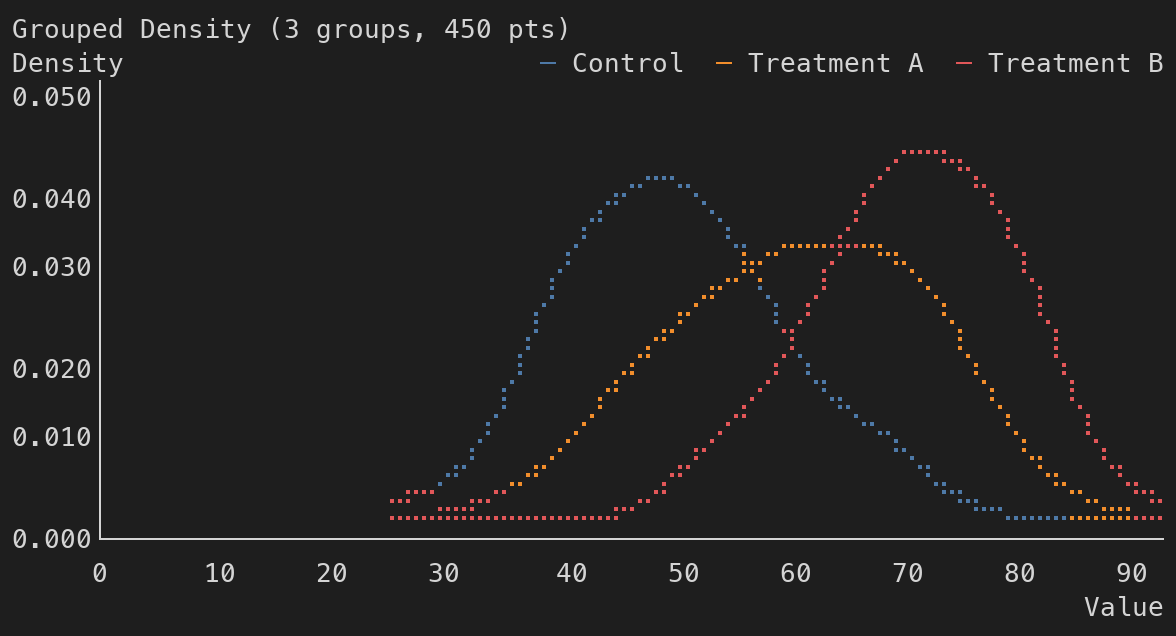 Grouped Density (3 groups, 450 pts)
Density — Control — Treatment A — Treatment B
0.050
0.040
0.030
0.020
0.010
0.000
0 10 20 30 40 50 60 70 80 90
Value